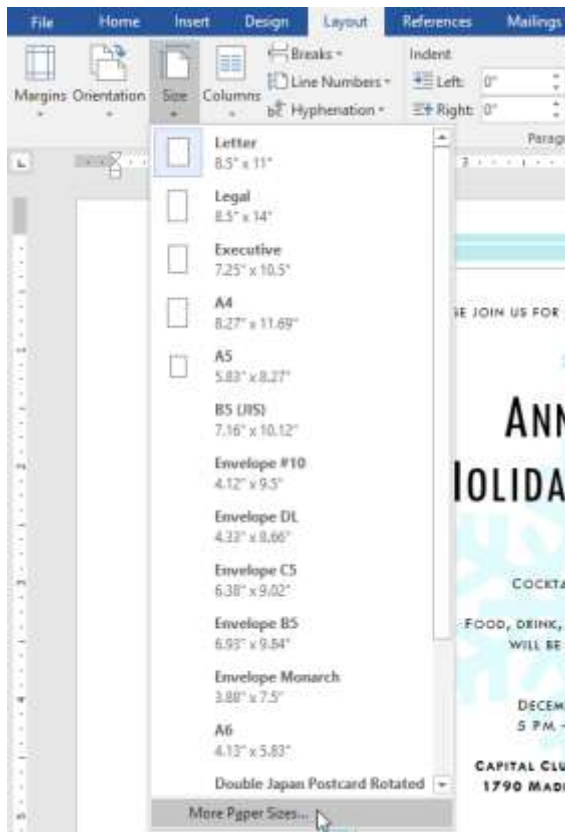 File Home Insert Design Layout References Mailings
Breaks
Line Numbers
Hyphenation
Margins Orientation Size Columns
Indent
Left: 0"
Right: 0"
Letter
8.5" x 11"
Legal
8.5" x 14"
Executive
7.25" x 10.5"
A4
8.27" x 11.69"
A5
5.83" x 8.27"
B5 (JIS)
7.16" x 10.12"
Envelope #10
4.12" x 9.5"
Envelope DL
4.33" x 8.66"
Envelope C5
6.38" x 9.02"
Envelope B5
6.93" x 9.84"
Envelope Monarch
3.88" x 7.5"
A6
4.13" x 5.83"
Double Japan Postcard Rotated
More Paper Sizes...
Parag
SE JOIN US FOR
ANN
HOLIDA
COCKTA
FOOD, DRINK,
WILL BE
DECEM
5 PM -
CAPITAL CLU
1790 MADI